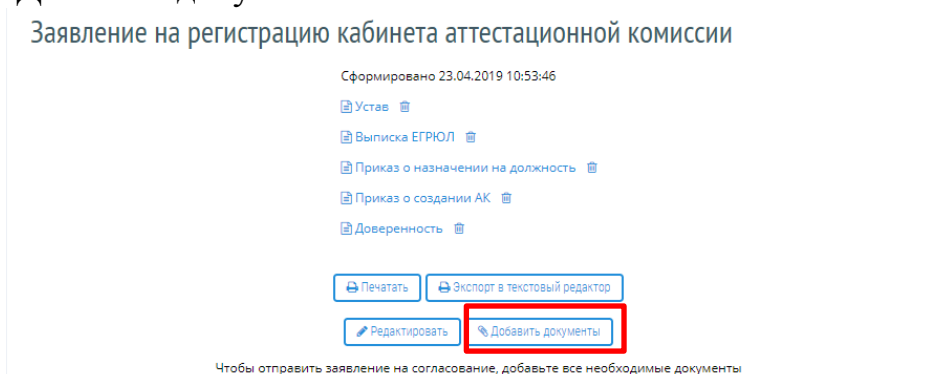 Заявление на регистрацию кабинета аттестационной комиссии
Сформировано 23.04.2019 10:53:46
Устав
Выписка ЕГРЮЛ
Приказ о назначении на должность
Приказ о создании АК
Доверенность
Печатать Экспорт в текстовый редактор
Редактировать Добавить документы
Чтобы отправить заявление на согласование, добавьте все необходимые документы